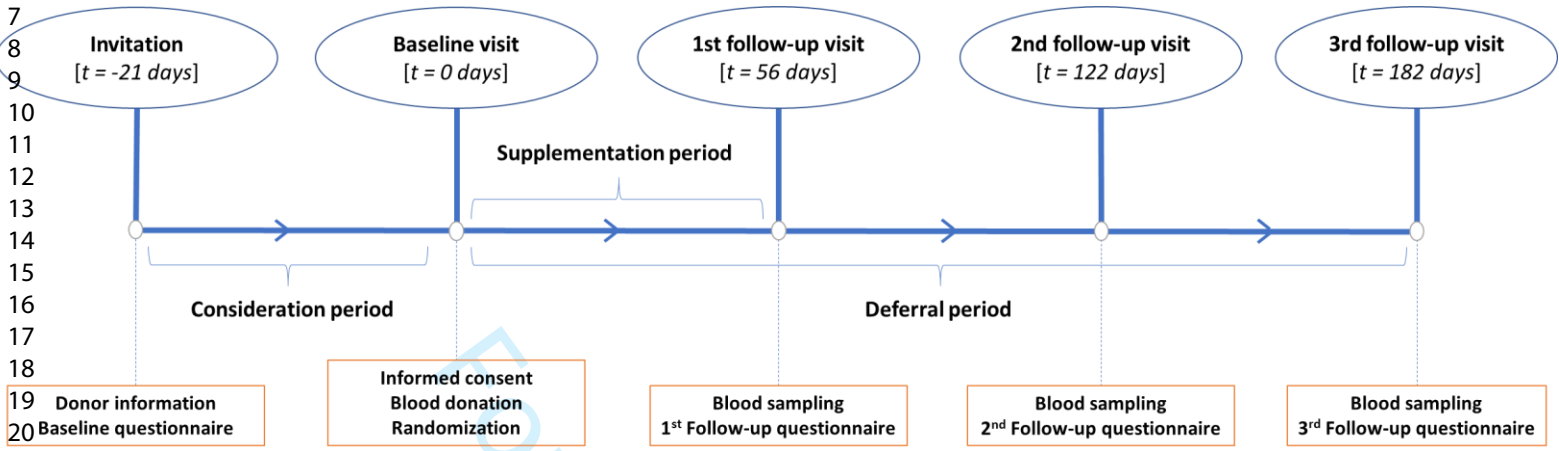 7
8
9
10
11
12
13
14
15
16
17
18
19
20
Invitation
[t = -21 days]
Baseline visit
[t = 0 days]
1st follow-up visit
[t = 56 days]
2nd follow-up visit
[t = 122 days]
3rd follow-up visit
[t = 182 days]
Supplementation period
Consideration period
Deferral period
Donor information
Baseline questionnaire
Informed consent
Blood donation
Randomization
Blood sampling
1st Follow-up questionnaire
Blood sampling
2nd Follow-up questionnaire
Blood sampling
3rd Follow-up questionnaire